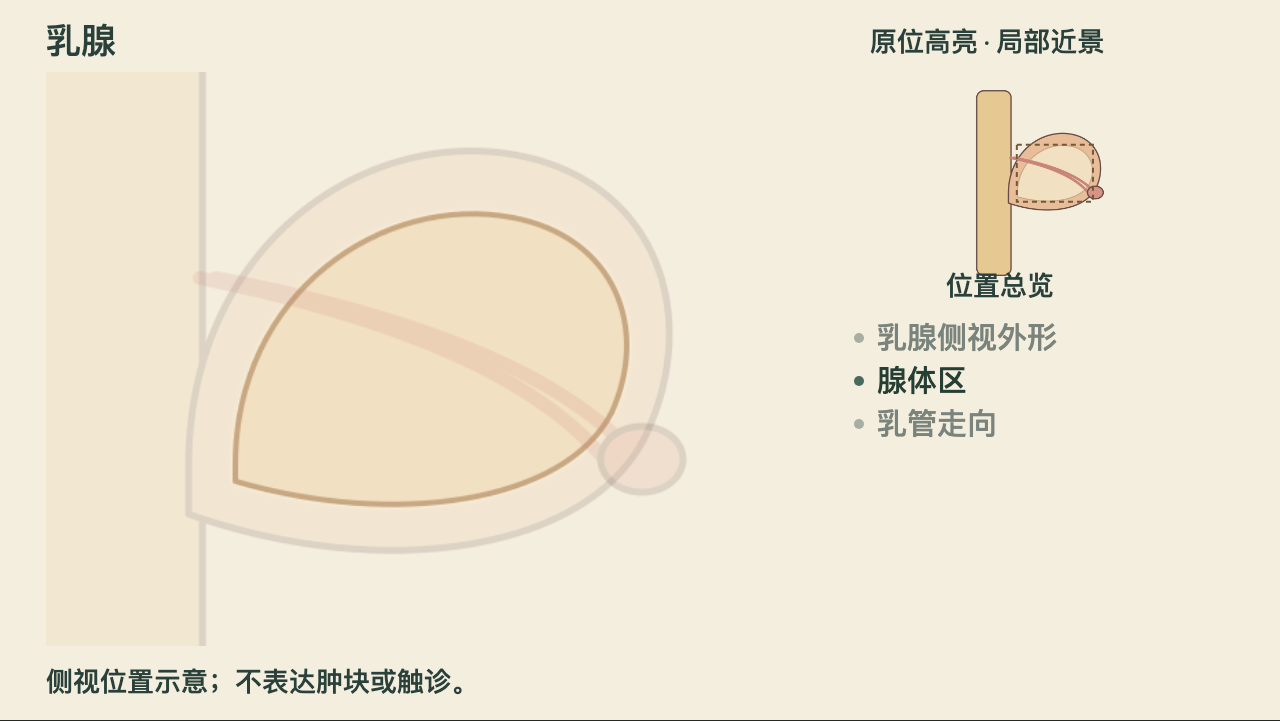 乳腺
原位高亮 · 局部近景
位置总览
乳腺侧视外形
腺体区
乳管走向
侧视位置示意；不表达肿块或触诊。